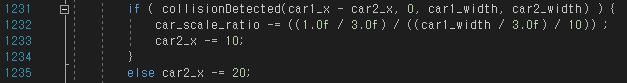 1231 if ( collisionDetected(car1_x - car2_x, 0, car1_width, car2_width) ) {
1232 car_scale_ratio -= ((1.0f / 3.0f) / ((car1_width / 3.0f) / 10)) ;
1233 car2_x -= 10;
1234 }
1235 else car2_x -= 20;